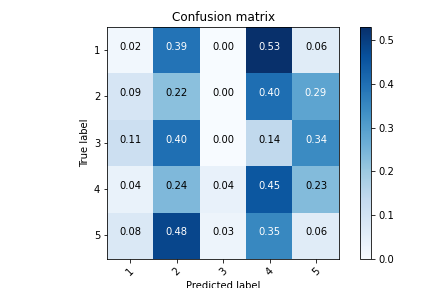 Confusion matrix
1 0.02 0.39 0.00 0.53 0.06
2 0.09 0.22 0.00 0.40 0.29
3 0.11 0.40 0.00 0.14 0.34
4 0.04 0.24 0.04 0.45 0.23
5 0.08 0.48 0.03 0.35 0.06
1 2 3 4 5
True label
Predicted label
0.5
0.4
0.3
0.2
0.1
0.0